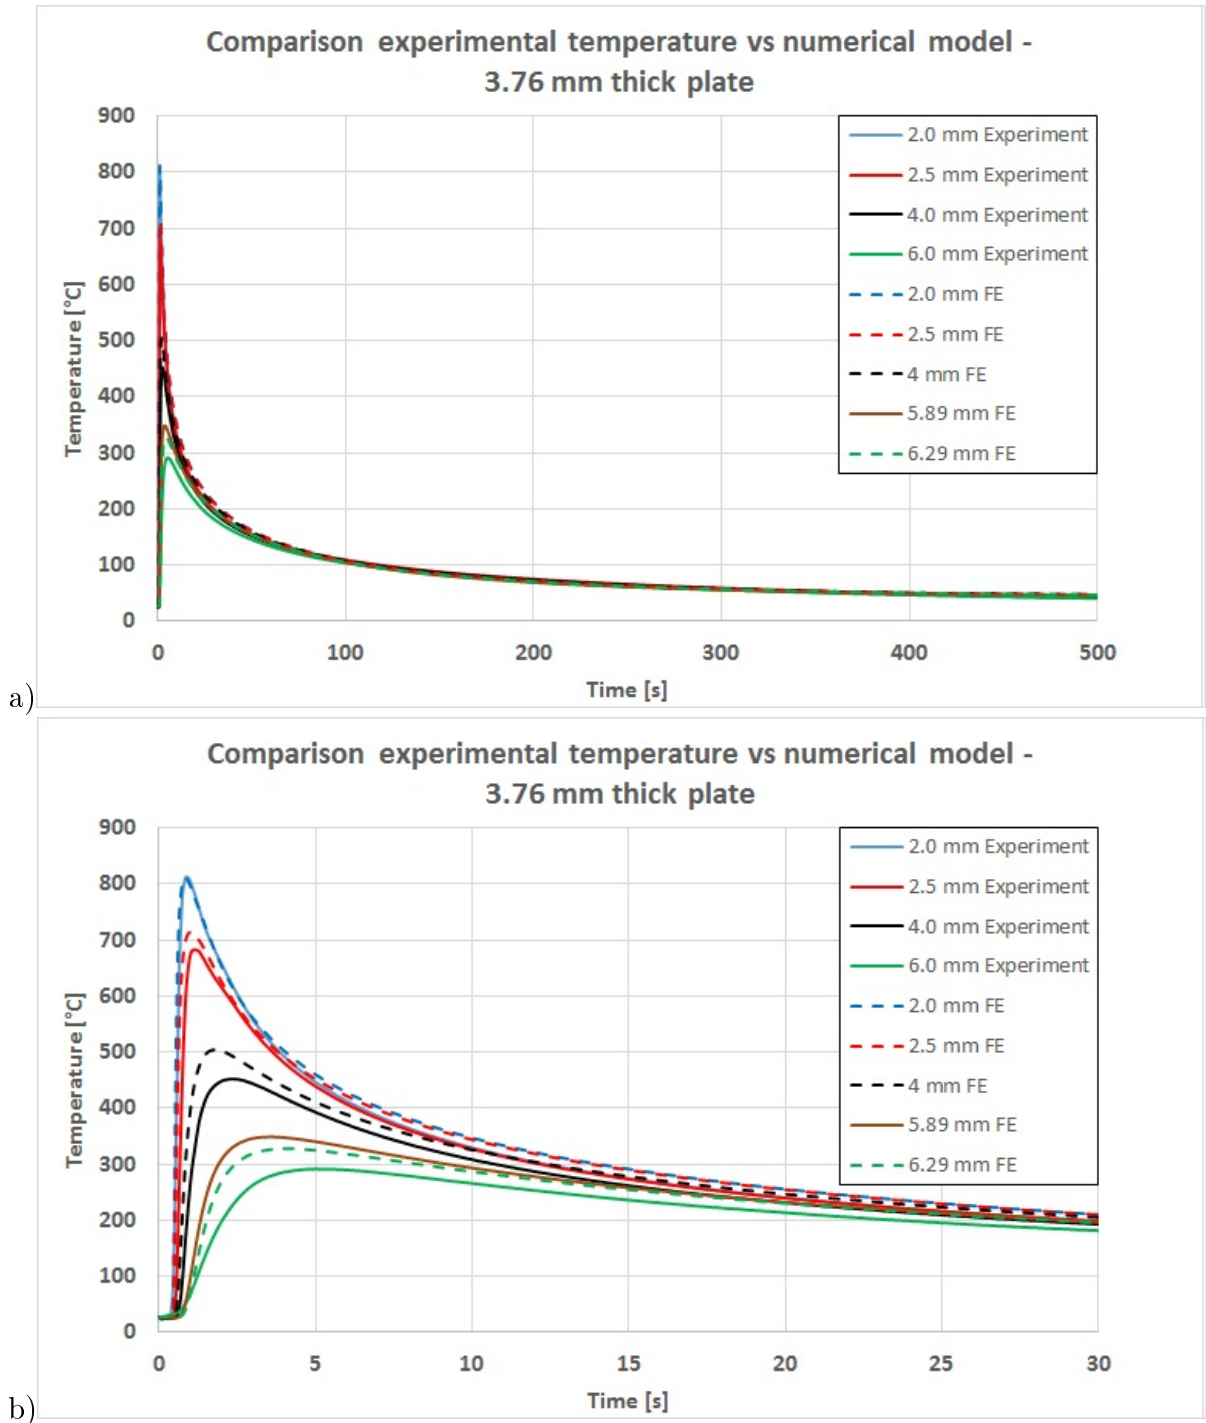 Comparison experimental temperature vs numerical model -
3.76 mm thick plate
900
800
700
600
500
400
300
200
100
0
Temperature [°C]
0 100 200 300 400 500
Time [s]
2.0 mm Experiment
2.5 mm Experiment
4.0 mm Experiment
6.0 mm Experiment
2.0 mm FE
2.5 mm FE
4 mm FE
5.89 mm FE
6.29 mm FE
a)
Comparison experimental temperature vs numerical model -
3.76 mm thick plate
900
800
700
600
500
400
300
200
100
0
Temperature [°C]
0 5 10 15 20 25 30
Time [s]
2.0 mm Experiment
2.5 mm Experiment
4.0 mm Experiment
6.0 mm Experiment
2.0 mm FE
2.5 mm FE
4 mm FE
5.89 mm FE
6.29 mm FE
b)